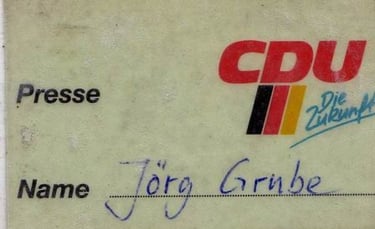 CDU
Presse
Die
Zukunft
Name Jörg Grube